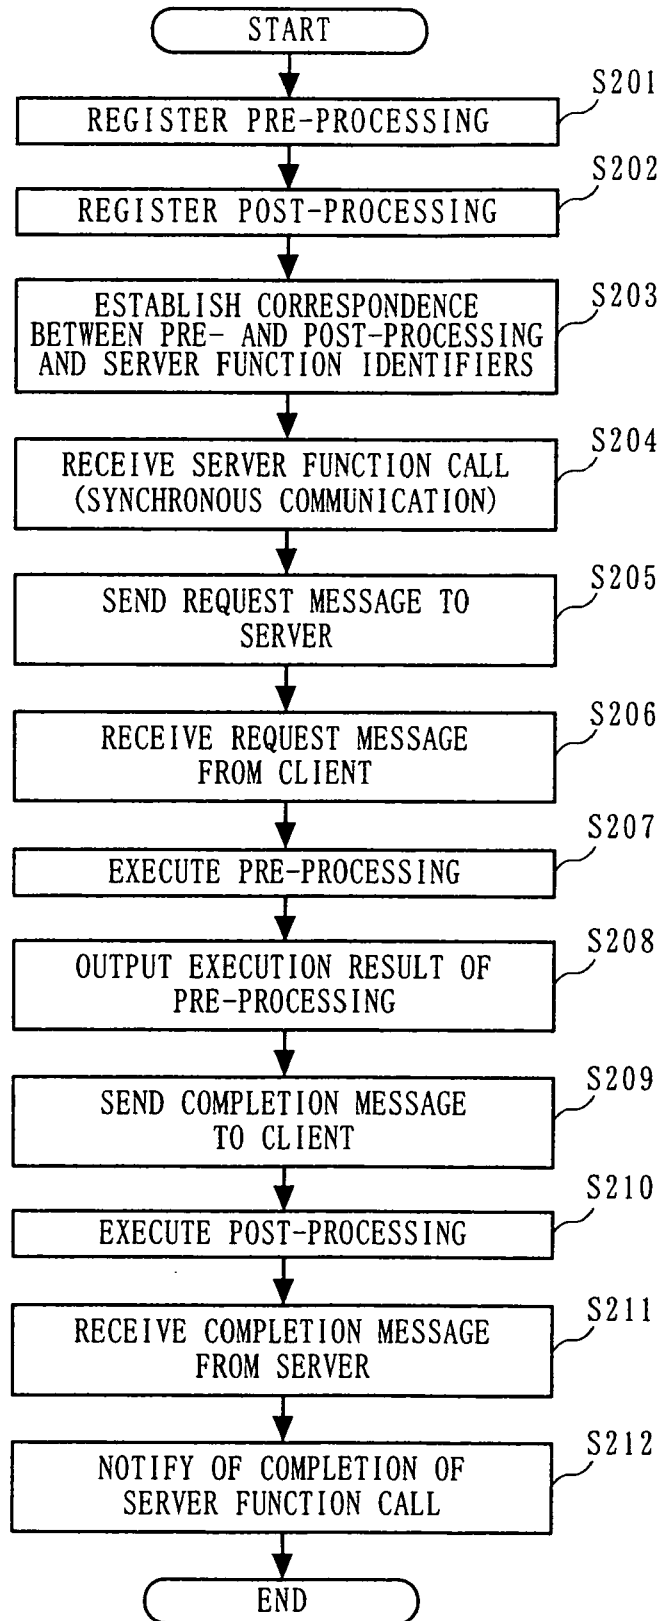 START
S201
REGISTER PRE-PROCESSING
S202
REGISTER POST-PROCESSING
S203
ESTABLISH CORRESPONDENCE
BETWEEN PRE- AND POST-PROCESSING
AND SERVER FUNCTION IDENTIFIERS
S204
RECEIVE SERVER FUNCTION CALL
(SYNCHRONOUS COMMUNICATION)
S205
SEND REQUEST MESSAGE TO
SERVER
S206
RECEIVE REQUEST MESSAGE
FROM CLIENT
S207
EXECUTE PRE-PROCESSING
S208
OUTPUT EXECUTION RESULT OF
PRE-PROCESSING
S209
SEND COMPLETION MESSAGE
TO CLIENT
S210
EXECUTE POST-PROCESSING
S211
RECEIVE COMPLETION MESSAGE
FROM SERVER
S212
NOTIFY OF COMPLETION OF
SERVER FUNCTION CALL
END